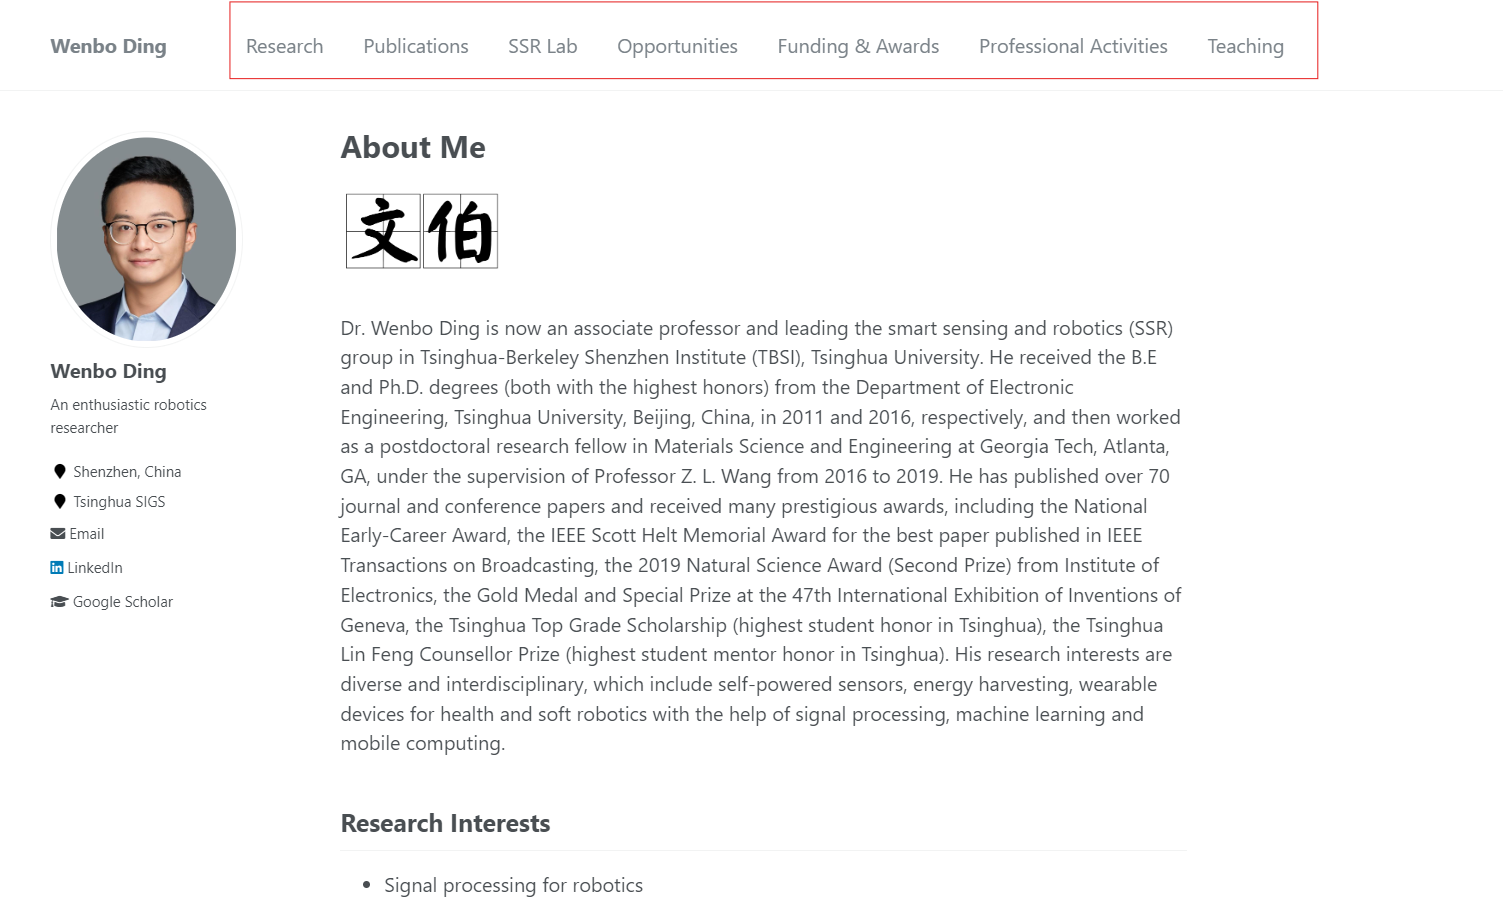 Wenbo Ding Research Publications SSR Lab Opportunities Funding & Awards Professional Activities Teaching
Wenbo Ding
An enthusiastic robotics
researcher
Shenzhen, China
Tsinghua SIGS
Email
LinkedIn
Google Scholar
About Me
文伯
Dr. Wenbo Ding is now an associate professor and leading the smart sensing and robotics (SSR)
group in Tsinghua-Berkeley Shenzhen Institute (TBSI), Tsinghua University. He received the B.E
and Ph.D. degrees (both with the highest honors) from the Department of Electronic
Engineering, Tsinghua University, Beijing, China, in 2011 and 2016, respectively, and then worked
as a postdoctoral research fellow in Materials Science and Engineering at Georgia Tech, Atlanta,
GA, under the supervision of Professor Z. L. Wang from 2016 to 2019. He has published over 70
journal and conference papers and received many prestigious awards, including the National
Early-Career Award, the IEEE Scott Helt Memorial Award for the best paper published in IEEE
Transactions on Broadcasting, the 2019 Natural Science Award (Second Prize) from Institute of
Electronics, the Gold Medal and Special Prize at the 47th International Exhibition of Inventions of
Geneva, the Tsinghua Top Grade Scholarship (highest student honor in Tsinghua), the Tsinghua
Lin Feng Counsellor Prize (highest student mentor honor in Tsinghua). His research interests are
diverse and interdisciplinary, which include self-powered sensors, energy harvesting, wearable
devices for health and soft robotics with the help of signal processing, machine learning and
mobile computing.
Research Interests
• Signal processing for robotics